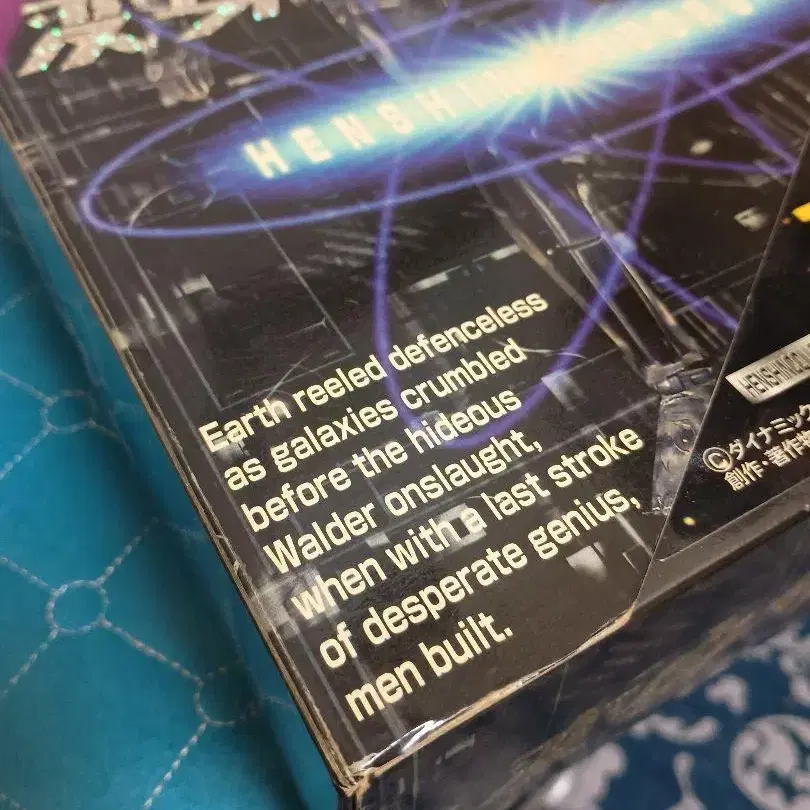 HENSHIN
Earth reeled defenceless
as galaxies crumbled
before the hideous
Walder onslaught,
when with a last stroke
of desperate genius,
men built.
©ダイナミック
創作・著作